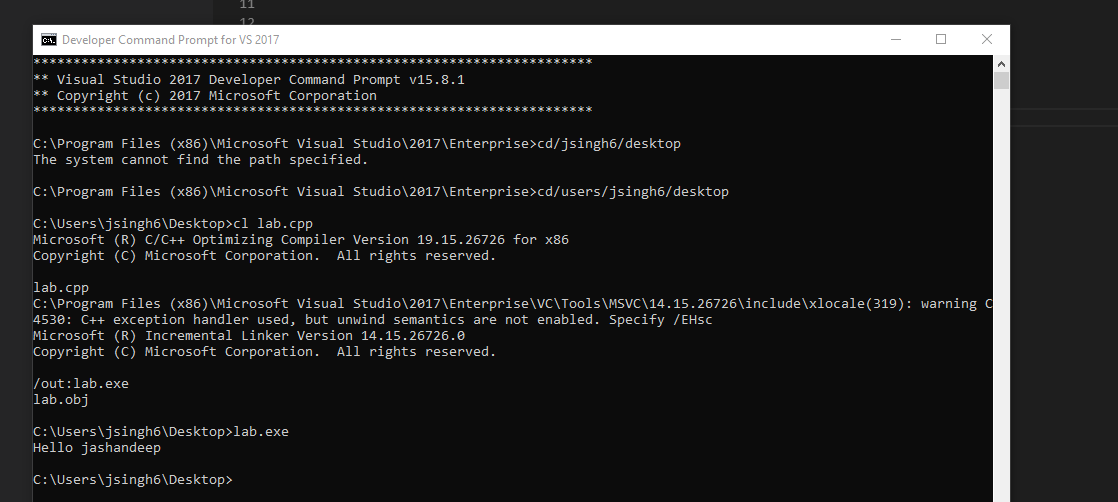 11
12
Developer Command Prompt for VS 2017
**********************************************************************
** Visual Studio 2017 Developer Command Prompt v15.8.1
** Copyright (c) 2017 Microsoft Corporation
**********************************************************************
C:\Program Files (x86)\Microsoft Visual Studio\2017\Enterprise>cd/jsingh6/desktop
The system cannot find the path specified.
C:\Program Files (x86)\Microsoft Visual Studio\2017\Enterprise>cd/users/jsingh6/desktop
C:\Users\jsingh6\Desktop>cl lab.cpp
Microsoft (R) C/C++ Optimizing Compiler Version 19.15.26726 for x86
Copyright (C) Microsoft Corporation.  All rights reserved.
lab.cpp
C:\Program Files (x86)\Microsoft Visual Studio\2017\Enterprise\VC\Tools\MSVC\14.15.26726\include\xlocale(319): warning C
4530: C++ exception handler used, but unwind semantics are not enabled. Specify /EHsc
Microsoft (R) Incremental Linker Version 14.15.26726.0
Copyright (C) Microsoft Corporation.  All rights reserved.
/out:lab.exe
lab.obj
C:\Users\jsingh6\Desktop>lab.exe
Hello jashandeep
C:\Users\jsingh6\Desktop>